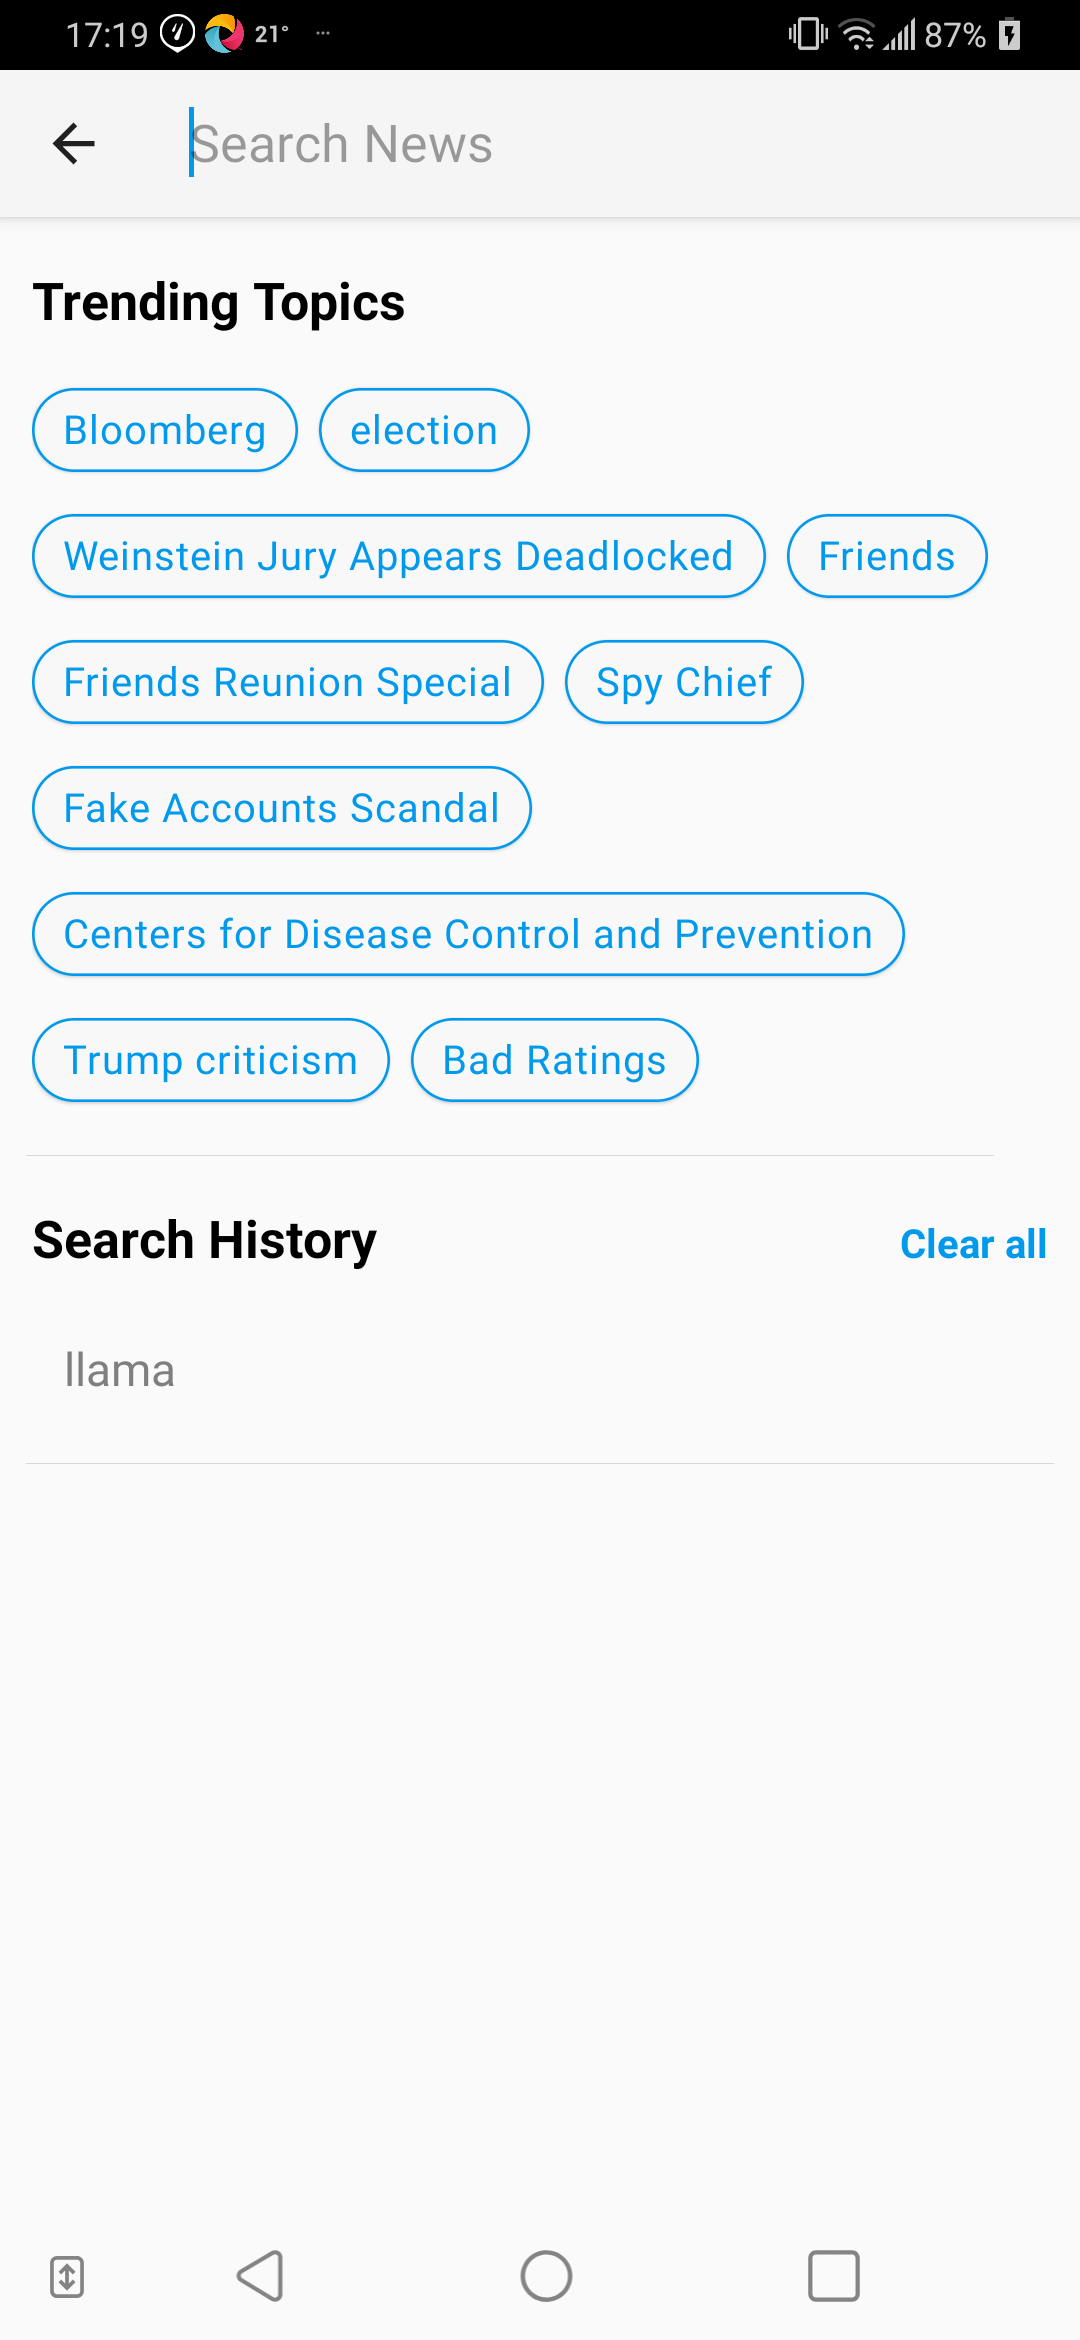 17:19 21° ... 87%
Search News
Trending Topics
Bloomberg election
Weinstein Jury Appears Deadlocked Friends
Friends Reunion Special Spy Chief
Fake Accounts Scandal
Centers for Disease Control and Prevention
Trump criticism Bad Ratings
Search History Clear all
llama